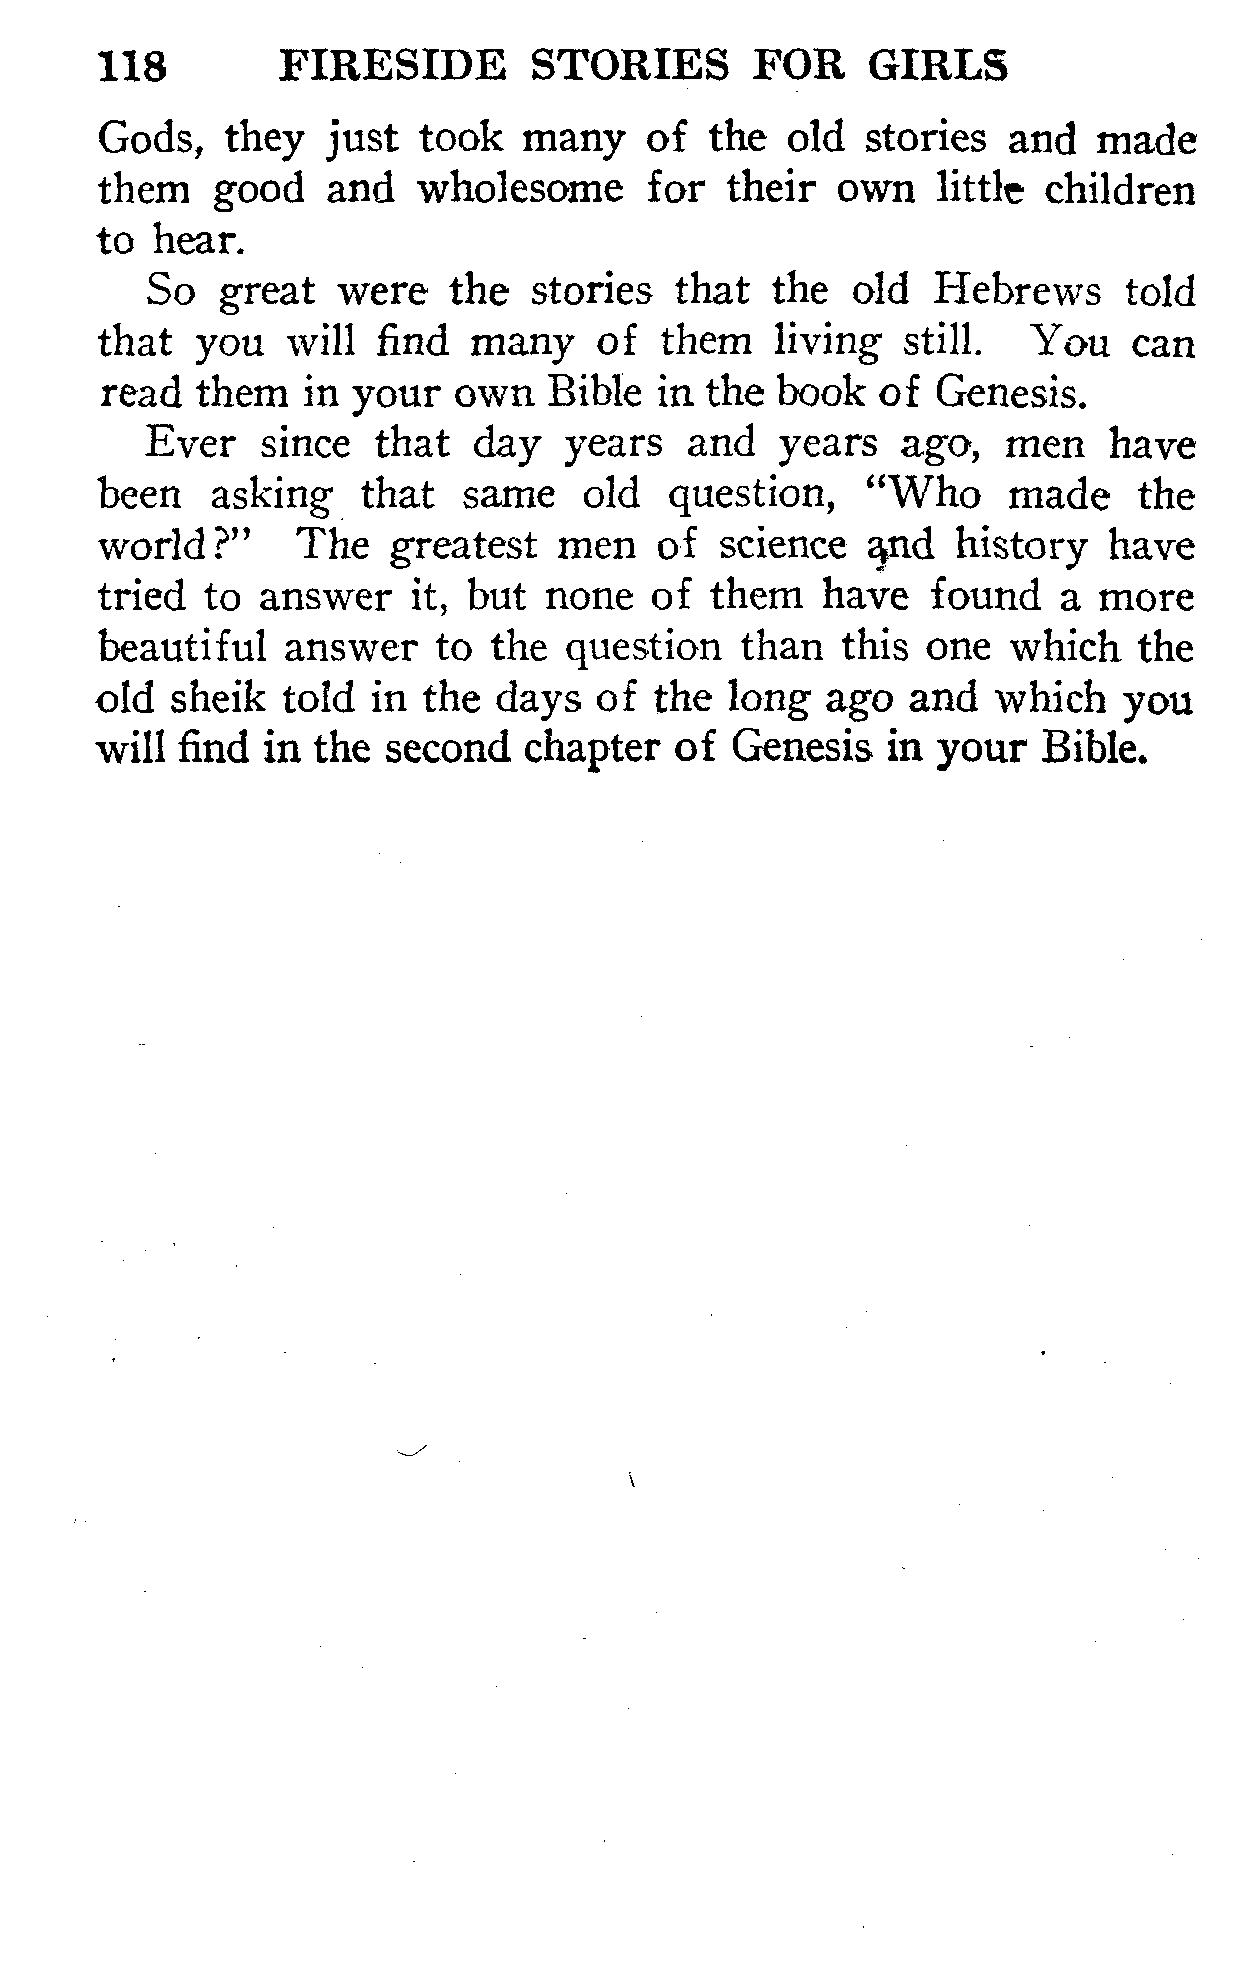 118 FIRESIDE STORIES FOR GIRLS
Gods, they just took many of the old stories and made
them good and wholesome for their own little children
to hear.
So great were the stories that the old Hebrews told
that you will find many of them living still. You can
read them in your own Bible in the book of Genesis.
Ever since that day years and years ago, men have
been asking that same old question, “Who made the
world?” The greatest men of science and history have
tried to answer it, but none of them have found a more
beautiful answer to the question than this one which the
old sheik told in the days of the long ago and which you
will find in the second chapter of Genesis in your Bible.